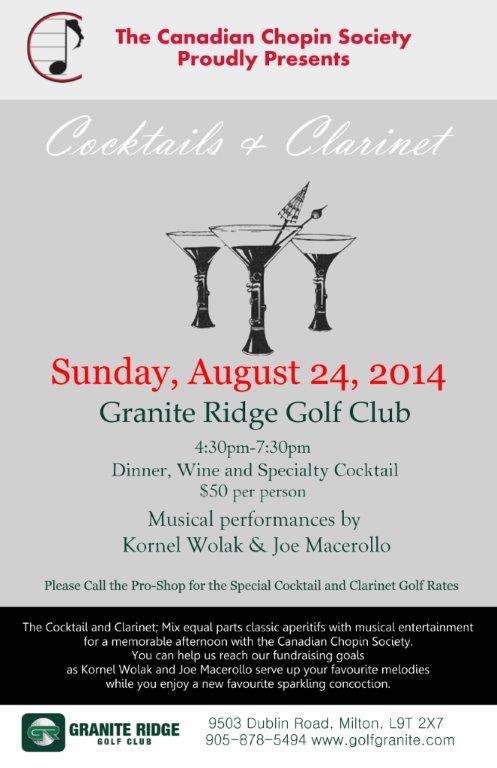 The Canadian Chopin Society
Proudly Presents
Cocktails & Clarinet
Sunday, August 24, 2014
Granite Ridge Golf Club
4:30pm-7:30pm
Dinner, Wine and Specialty Cocktail
$50 per person
Musical performances by
Kornel Wolak & Joe Macerollo
Please Call the Pro-Shop for the Special Cocktail and Clarinet Golf Rates
The Cocktail and Clarinet; Mix equal parts classic aperitifs with musical entertainment
for a memorable afternoon with the Canadian Chopin Society.
You can help us reach our fundraising goals
as Kornel Wolak and Joe Macerollo serve up your favourite melodies
while you enjoy a new favourite sparkling concoction.
GRANITE RIDGE
GOLF CLUB
9503 Dublin Road, Milton, L9T 2X7
905-878-5494 www.golfgranite.com